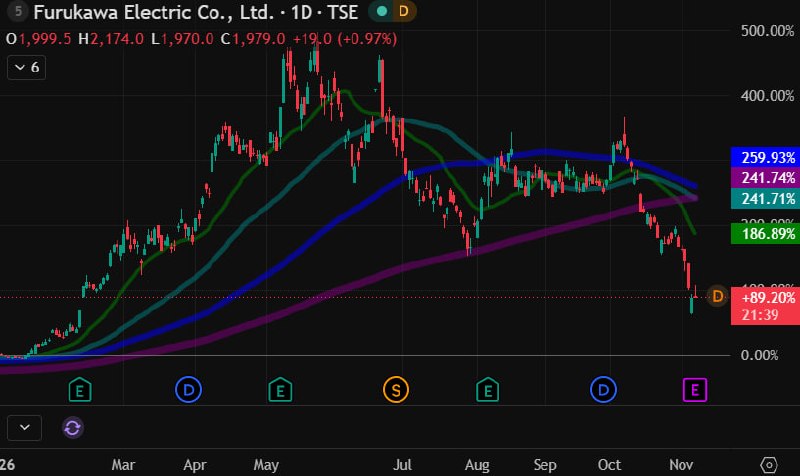 5 Furukawa Electric Co., Ltd. · 1D · TSE D
O1,999.5 H2,174.0 L1,970.0 C1,979.0 +19.0 (+0.97%)
6
500.00%
400.00%
259.93%
241.74%
241.71%
186.89%
D +89.20%
21:39
0.00%
E D E S E D E
26 Mar Apr May Jul Aug Sep Oct Nov